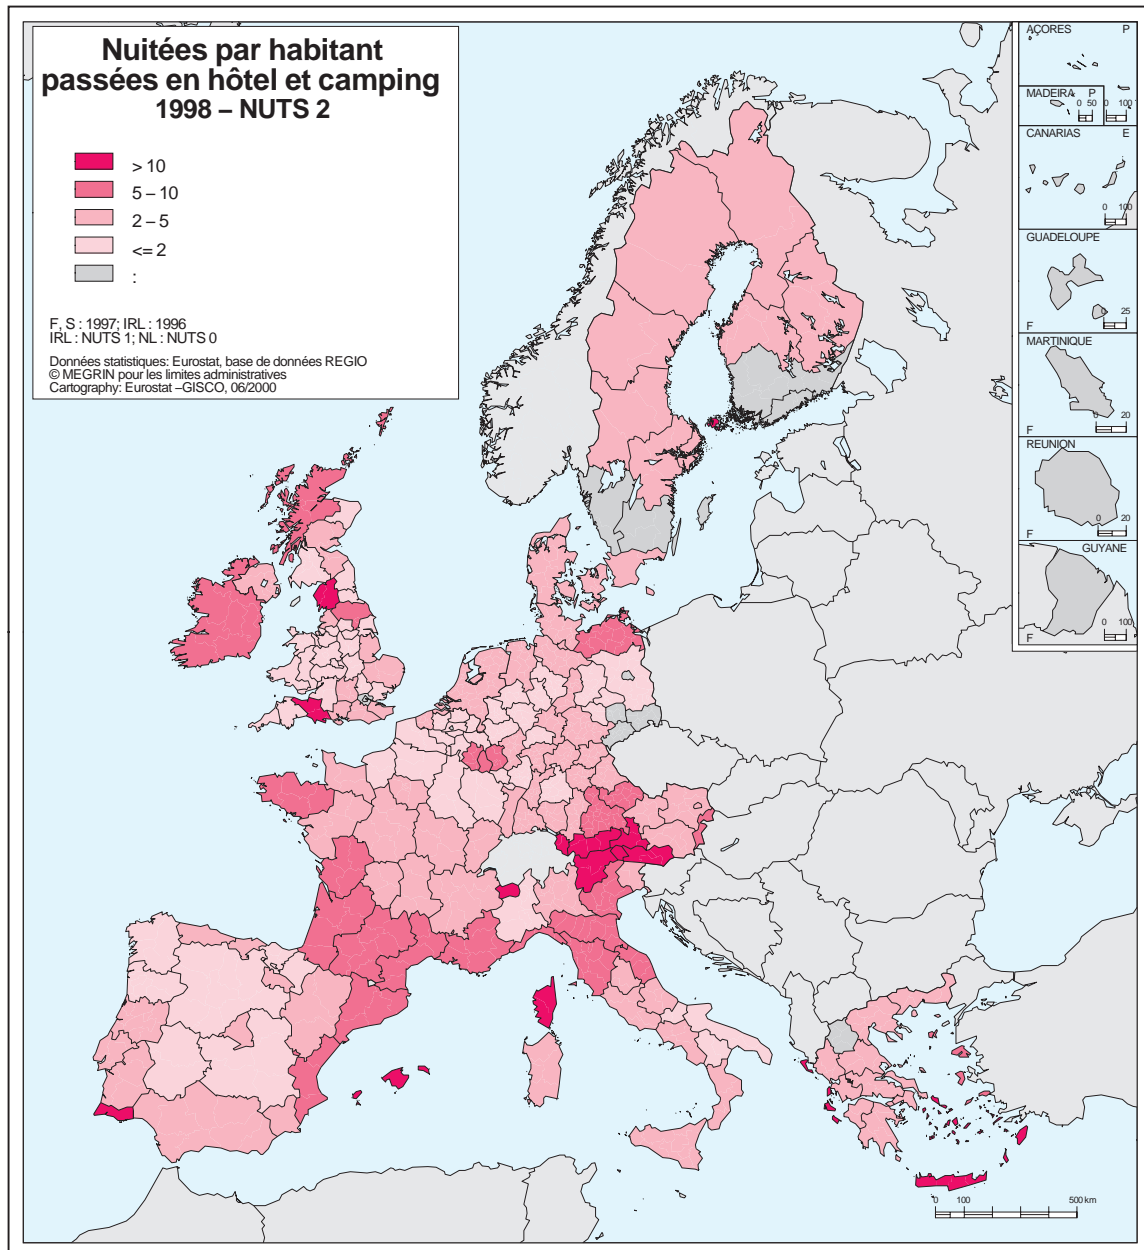 Nuitées par habitant
passées en hôtel et camping
1998 – NUTS 2
> 10
5 – 10
2 – 5
<= 2
:
F, S : 1997; IRL : 1996
IRL : NUTS 1; NL : NUTS 0
Données statistiques: Eurostat, base de données REGIO
© MEGRIN pour les limites administratives
Cartography: Eurostat –GISCO, 06/2000
AÇORES P
MADEIRA P
0 50 0 100
CANARIAS E
0 100
GUADELOUPE
0 25
F
MARTINIQUE
0 20
F
REUNION
0 20
F
GUYANE
0 100
F
0 100 500 km